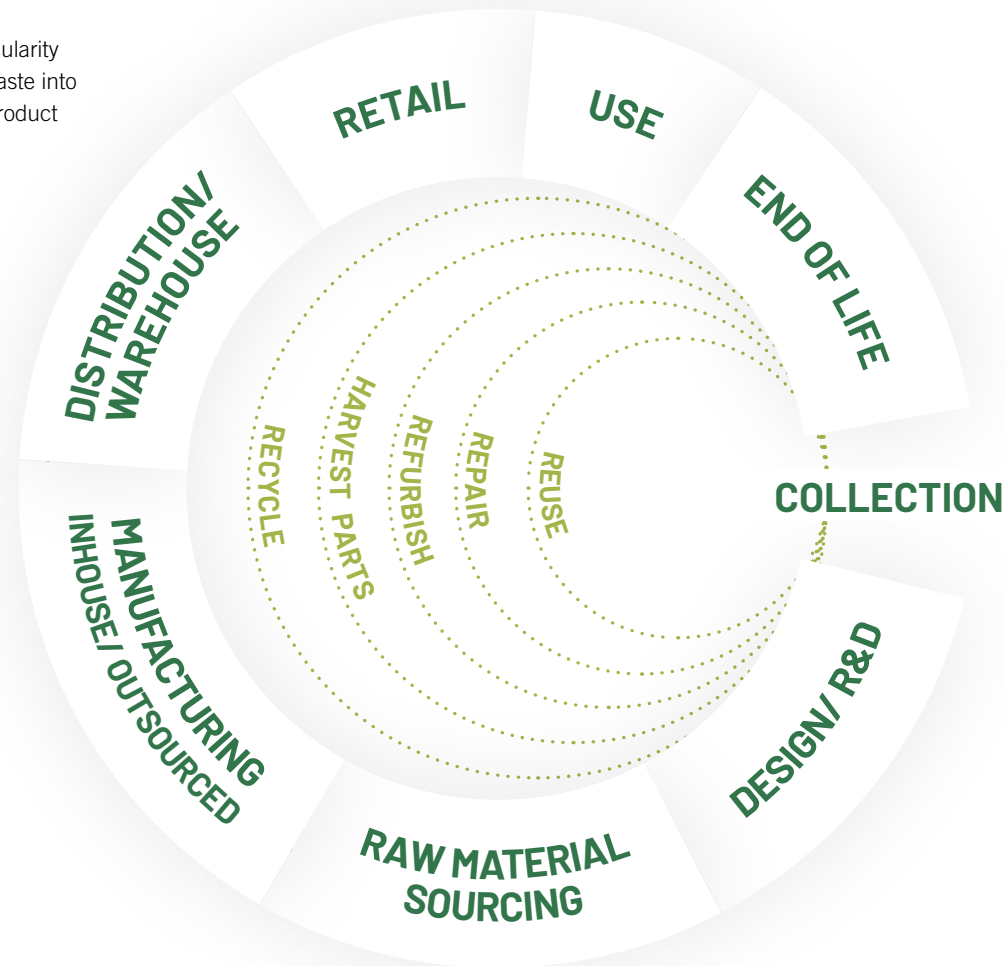 ularity
aste into
roduct
RETAIL
USE
END OF LIFE
COLLECTION
DESIGN/ R&D
RAW MATERIAL
SOURCING
MANUFACTURING
INHOUSE/ OUTSOURCED
DISTRIBUTION/
WAREHOUSE
RECYCLE
HARVEST PARTS
REFURBISH
REPAIR
REUSE